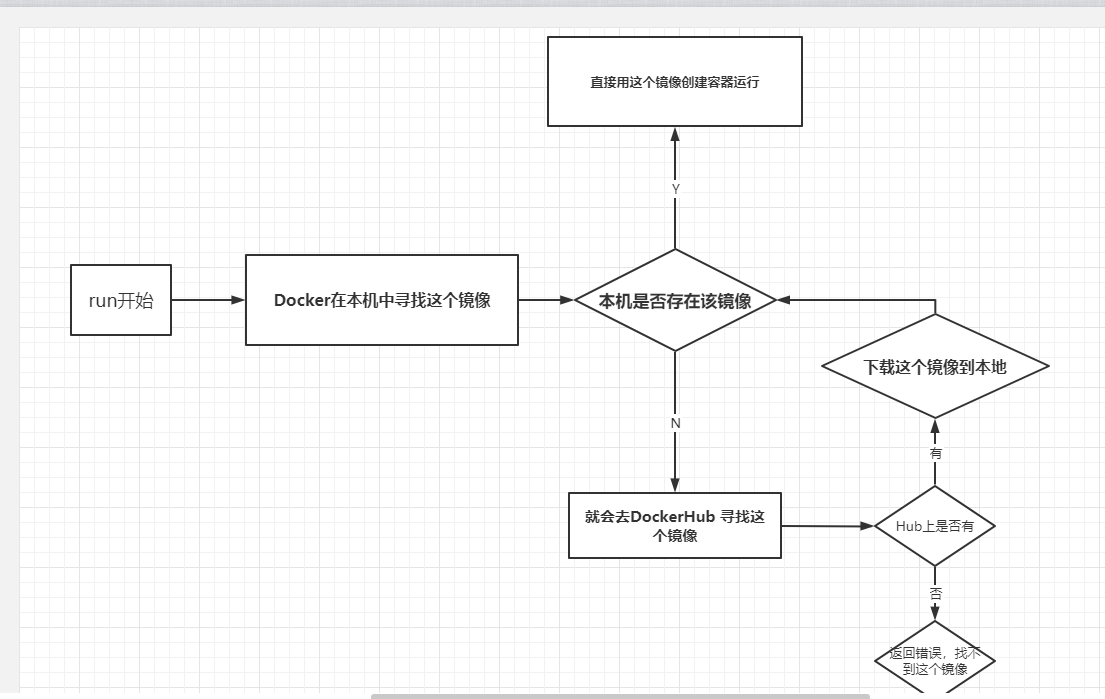 直接用这个镜像创建容器运行
Y
run开始
Docker在本机中寻找这个镜像
本机是否存在该镜像
下载这个镜像到本地
N
有
就会去DockerHub 寻找这
个镜像
Hub上是否有
否
返回错误，找不
到这个镜像